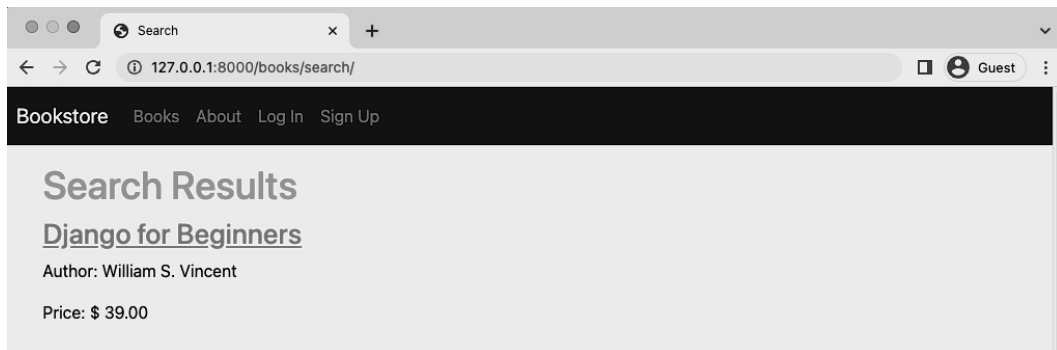 Search
127.0.0.1:8000/books/search/
Guest
Bookstore Books About Log In Sign Up
Search Results
Django for Beginners
Author: William S. Vincent
Price: $ 39.00